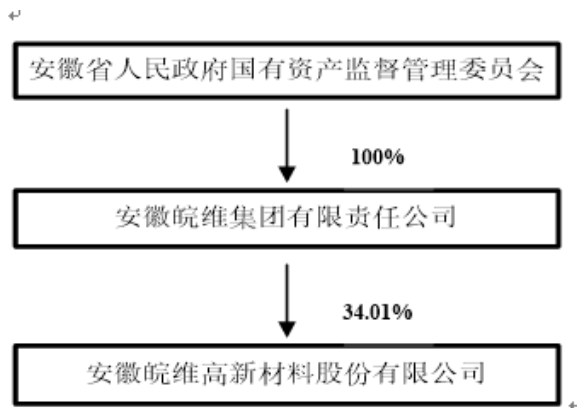 安徽省人民政府国有资产监督管理委员会
100%
安徽皖维集团有限责任公司
34.01%
安徽皖维高新材料股份有限公司